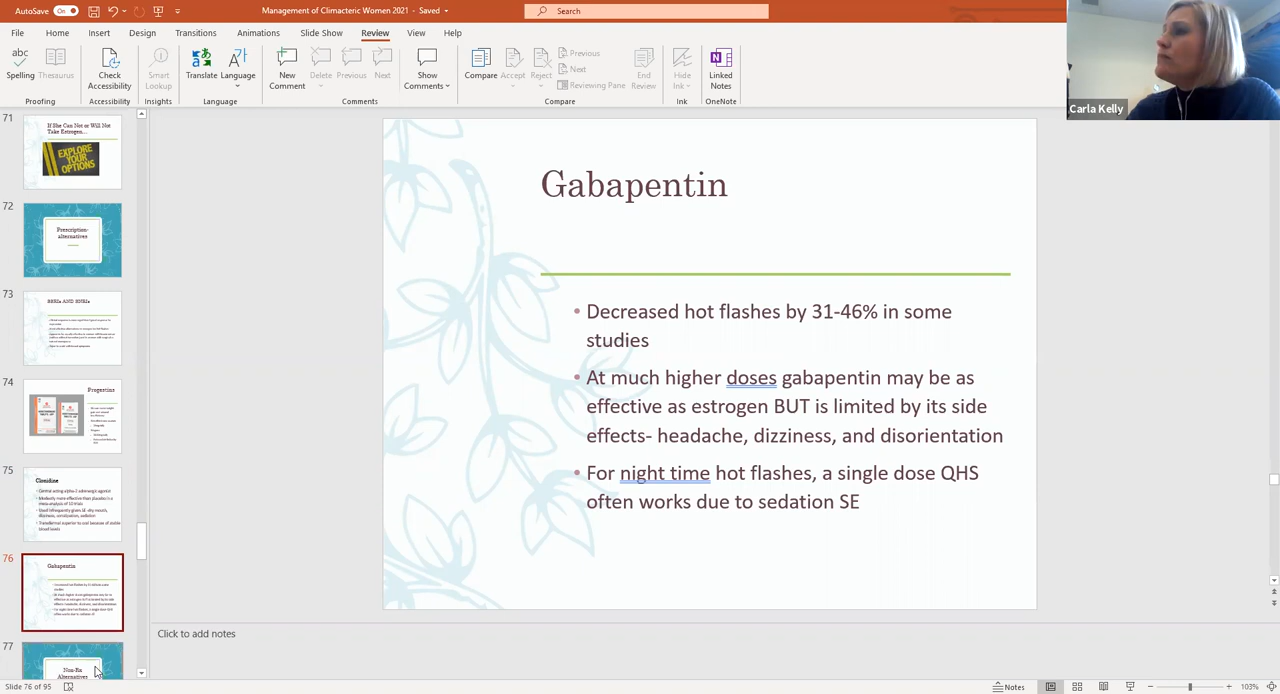 AutoSave On
Management of Climacteric Women 2021 - Saved
Search
File Home Insert Design Transitions Animations Slide Show Review View Help
abc
Spelling Thesaurus
Check Accessibility
Smart Lookup
Translate Language
New Comment
Delete Previous Next
Show Comments
Compare Accept Reject
Previous
Next
Reviewing Pane
End Review
Hide Ink
Linked Notes
Proofing Accessibility Insights Language Comments Compare Ink OneNote
Carla Kelly
71
If She Can Not or Will Not
Take Estrogen...
EXPLORE
YOUR
OPTIONS
72
Prescription-
alternatives
73
SSRIs AND SNRIs
74
Progestins
75
Clonidine
76
Gabapentin
77
Non-Rx
Alternatives
Gabapentin
• Decreased hot flashes by 31-46% in some
studies
• At much higher doses gabapentin may be as
effective as estrogen BUT is limited by its side
effects- headache, dizziness, and disorientation
• For night time hot flashes, a single dose QHS
often works due to sedation SE
Click to add notes
Slide 76 of 95
Notes
103%